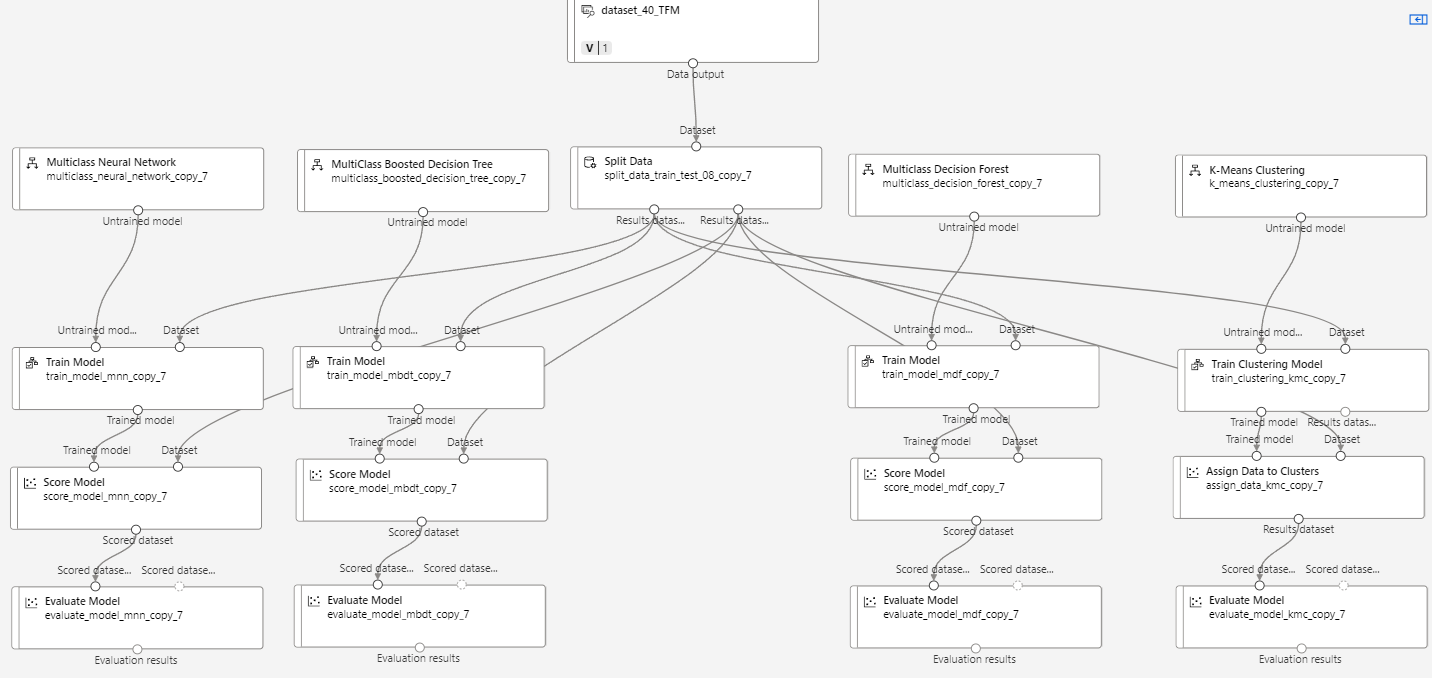 dataset_40_TFM
V | 1
Data output
Dataset
Multiclass Neural Network
multiclass_neural_network_copy_7
Untrained model
MultiClass Boosted Decision Tree
multiclass_boosted_decision_tree_copy_7
Untrained model
Split Data
split_data_train_test_08_copy_7
Results datas...
Results datas...
Multiclass Decision Forest
multiclass_decision_forest_copy_7
Untrained model
K-Means Clustering
k_means_clustering_copy_7
Untrained model
Untrained mod...
Dataset
Train Model
train_model_mnn_copy_7
Trained model
Untrained mod...
Dataset
Train Model
train_model_mbdt_copy_7
Trained model
Untrained mod...
Dataset
Train Model
train_model_mdf_copy_7
Trained model
Untrained mod...
Dataset
Train Clustering Model
train_clustering_kmc_copy_7
Trained model
Results datas...
Trained model
Dataset
Score Model
score_model_mnn_copy_7
Scored dataset
Trained model
Dataset
Score Model
score_model_mbdt_copy_7
Scored dataset
Trained model
Dataset
Score Model
score_model_mdf_copy_7
Scored dataset
Trained model
Dataset
Assign Data to Clusters
assign_data_kmc_copy_7
Results dataset
Scored datase...
Scored datase...
Evaluate Model
evaluate_model_mnn_copy_7
Evaluation results
Scored datase...
Scored datase...
Evaluate Model
evaluate_model_mbdt_copy_7
Evaluation results
Scored datase...
Scored datase...
Evaluate Model
evaluate_model_mdf_copy_7
Evaluation results
Scored datase...
Scored datase...
Evaluate Model
evaluate_model_kmc_copy_7
Evaluation results